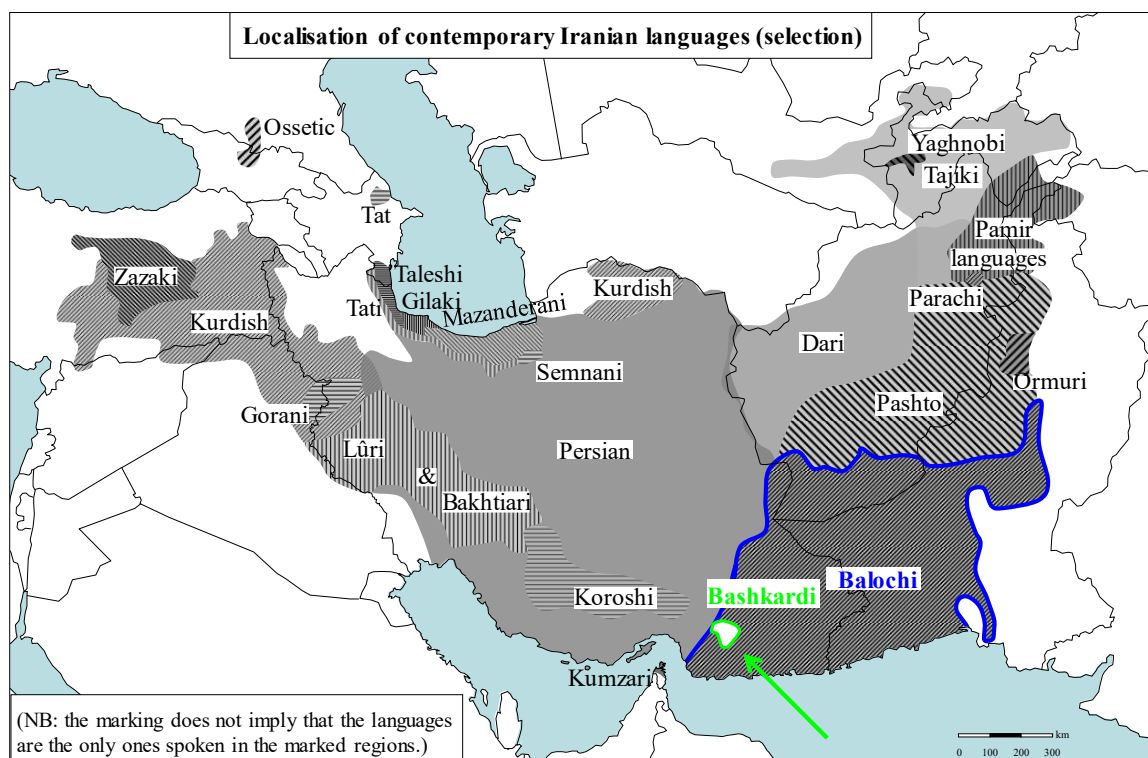 Localisation of contemporary Iranian languages (selection)
Ossetic
Yaghnobi
Tajiki
Tat
Pamir
languages
Zazaki
Taleshi
Gilaki
Kurdish
Tati
Mazanderani
Parachi
Kurdish
Dari
Semnani
Ormuri
Gorani
Pashto
Lûri
Persian
&
Bakhtiari
Balochi
Koroshi
Bashkardi
Kumzari
(NB: the marking does not imply that the languages
are the only ones spoken in the marked regions.)
km
0 100 200 300